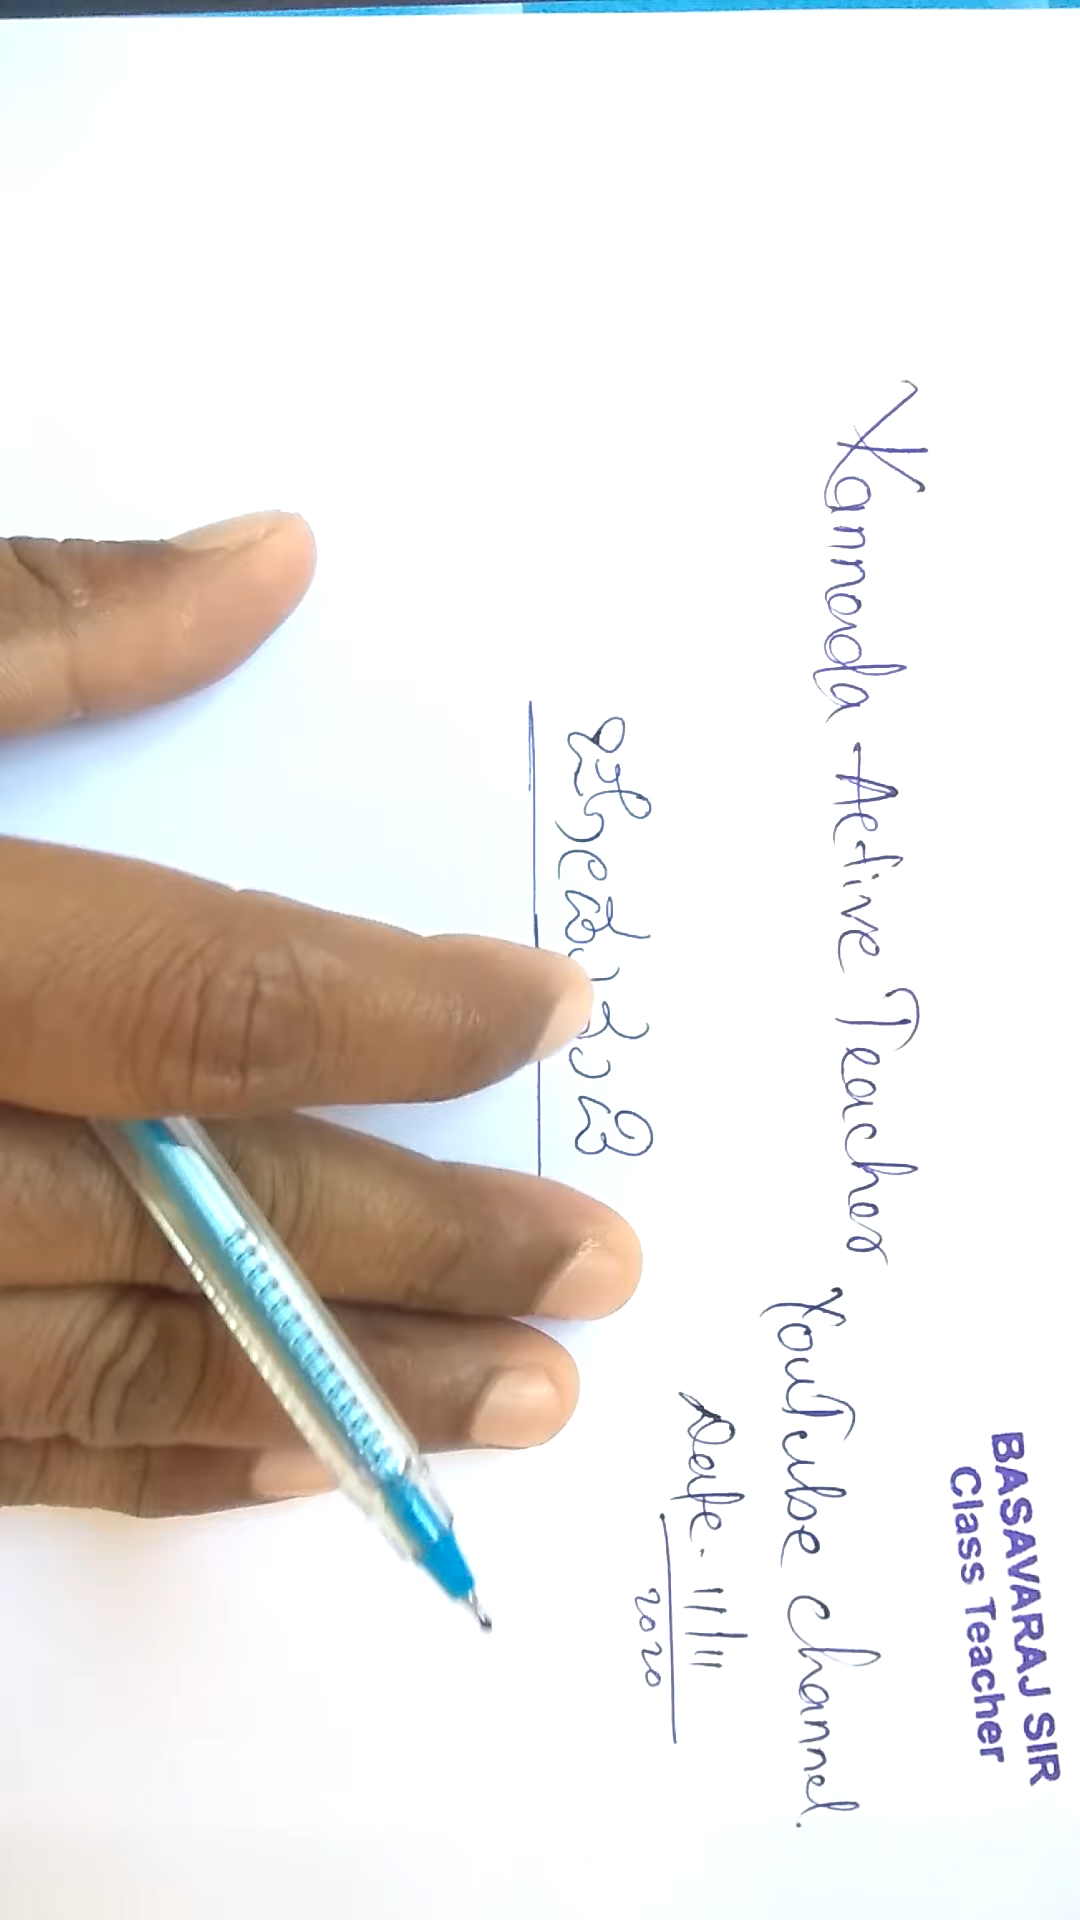 BASAVARAJ SIR
Class Teacher
Kannada Active Teacher
YouTube channel.
Date - 11/11
2020